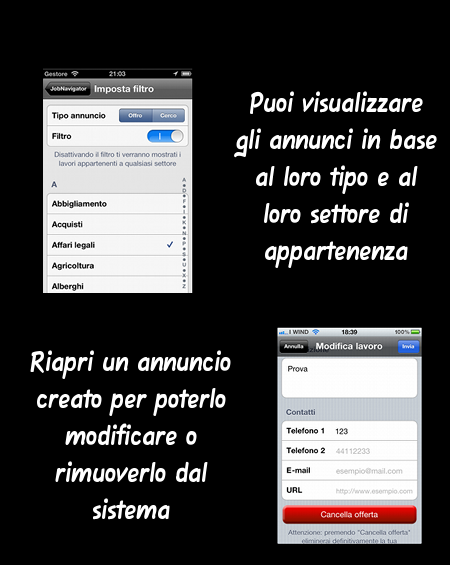 Gestore 21:03
JobNavigator Imposta filtro
Tipo annuncio Offro Cerco
Filtro
Disattivando il filtro ti verranno mostrati i
lavori appartenenti a qualsiasi settore
A
Abbigliamento
Acquisti
Affari legali
Agricoltura
Alberghi
Puoi visualizzare
gli annunci in base
al loro tipo e al
loro settore di
appartenenza
Riapri un annuncio
creato per poterlo
modificare o
rimuoverlo dal
sistema
I WIND 18:39 100%
Annulla Modifica lavoro Invia
Prova
Contatti
Telefono 1 123
Telefono 2 44112233
E-mail esempio@mail.com
URL http://www.esempio.com
Cancella offerta
Attenzione: premendo "Cancella offerta"
eliminerai definitivamente la tua